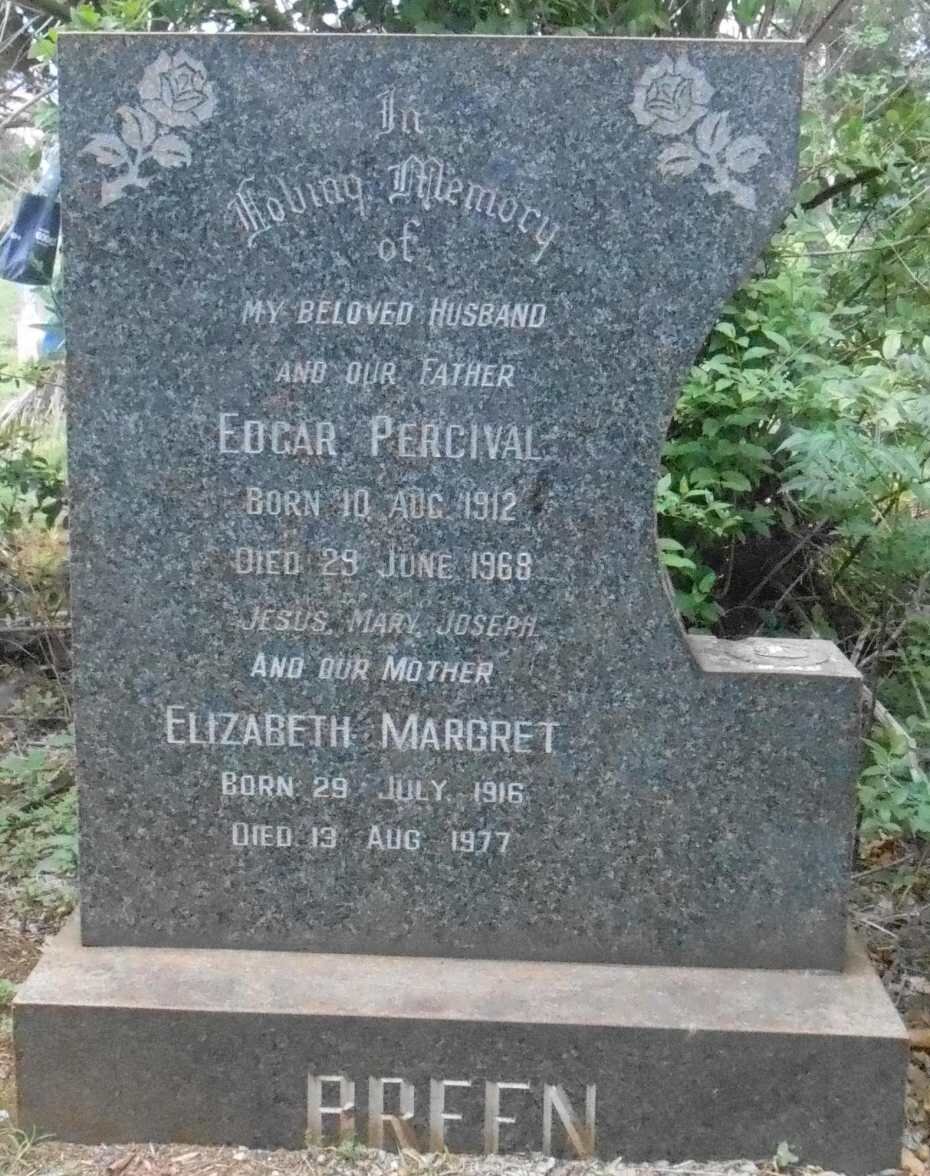 In
Loving Memory
of
MY BELOVED HUSBAND
AND OUR FATHER
EDGAR PERCIVAL
BORN 10 AUG 1912
DIED 29 JUNE 1968
JESUS, MARY, JOSEPH.
AND OUR MOTHER
ELIZABETH MARGRET
BORN 29 JULY. 1916
DIED 13 AUG 1977
BREEN